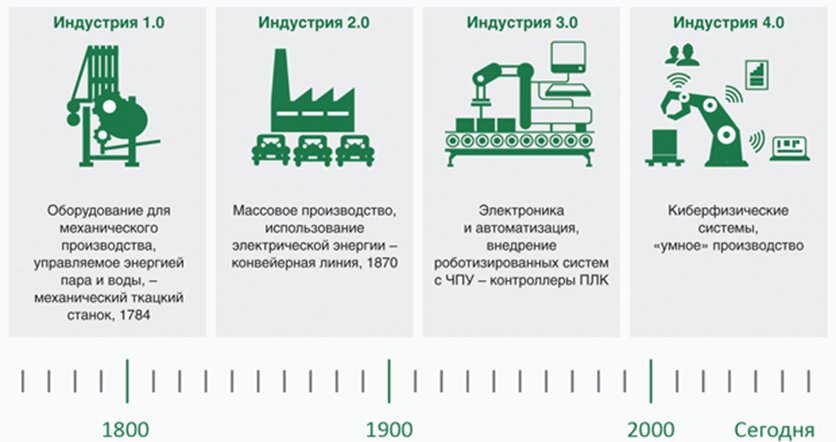 Индустрия 1.0
Оборудование для
механического
производства,
управляемое энергией
пара и воды, –
механический ткацкий
станок, 1784
Индустрия 2.0
Массовое производство,
использование
электрической энергии –
конвейерная линия, 1870
Индустрия 3.0
Электроника
и автоматизация,
внедрение
роботизированных систем
с ЧПУ – контроллеры ПЛК
Индустрия 4.0
Киберфизические
системы,
«умное» производство
1800
1900
2000
Сегодня